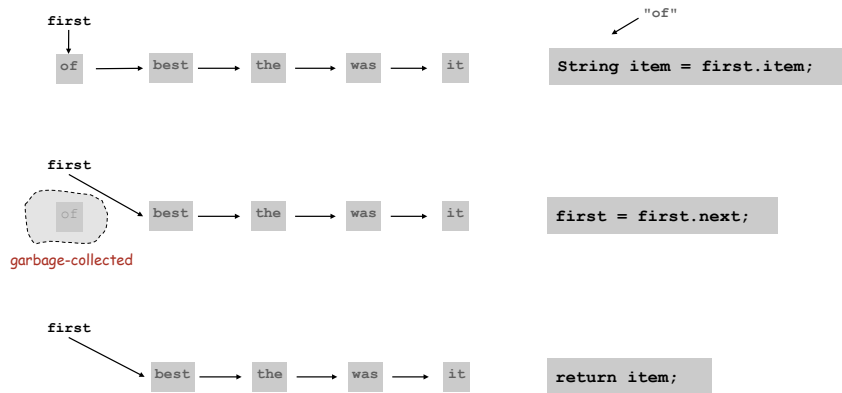 first
"of"
of best the was it
String item = first.item;
first
of best the was it
first = first.next;
garbage-collected
first
best the was it
return item;